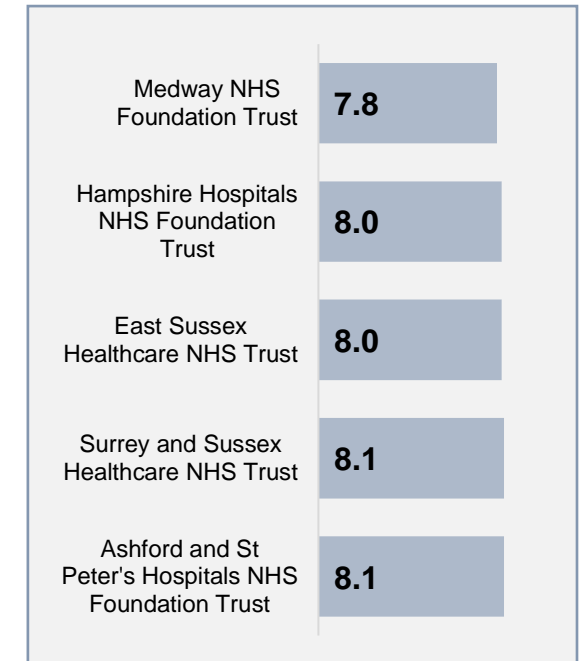 Medway NHS
Foundation Trust
7.8
Hampshire Hospitals
NHS Foundation
Trust
8.0
East Sussex
Healthcare NHS Trust
8.0
Surrey and Sussex
Healthcare NHS Trust
8.1
Ashford and St
Peter's Hospitals NHS
Foundation Trust
8.1